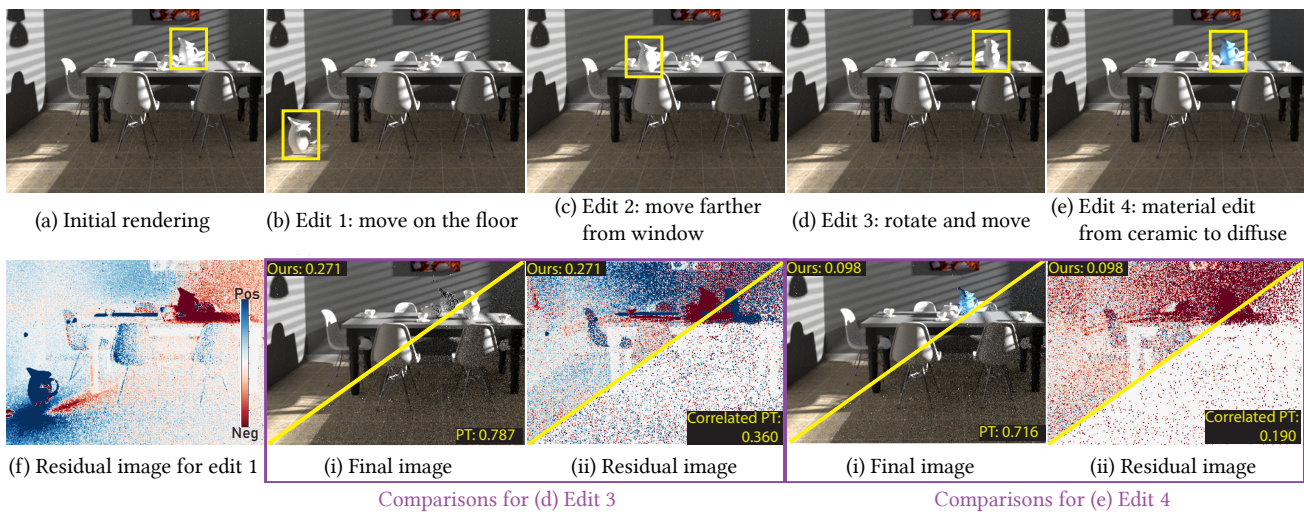 (a) Initial rendering
(b) Edit 1: move on the floor
(c) Edit 2: move farther
from window
(d) Edit 3: rotate and move
(e) Edit 4: material edit
from ceramic to diffuse
Pos
Neg
(f) Residual image for edit 1
Ours: 0.271
PT: 0.787
(i) Final image
Ours: 0.271
Correlated PT:
0.360
(ii) Residual image
Ours: 0.098
PT: 0.716
(i) Final image
Ours: 0.098
Correlated PT:
0.190
(ii) Residual image
Comparisons for (d) Edit 3
Comparisons for (e) Edit 4